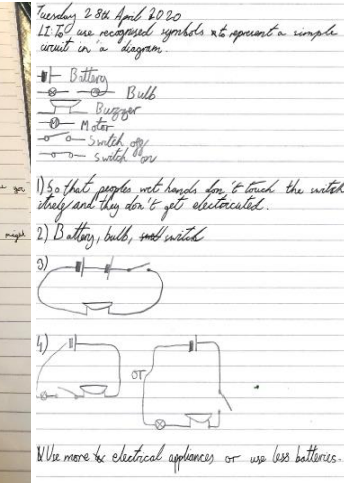 Tuesday 28th April 2020
LI: To use recognised symbols to represent a simple
circuit in a diagram.
Battery
Bulb
Buzzer
Motor
Switch off
Switch on
1) So that peoples wet hands don't touch the switch
itself and they don't get electrocuted.
2) Battery, bulb, switch
3)
4)
or
Use more electrical appliances or use less batteries.
might